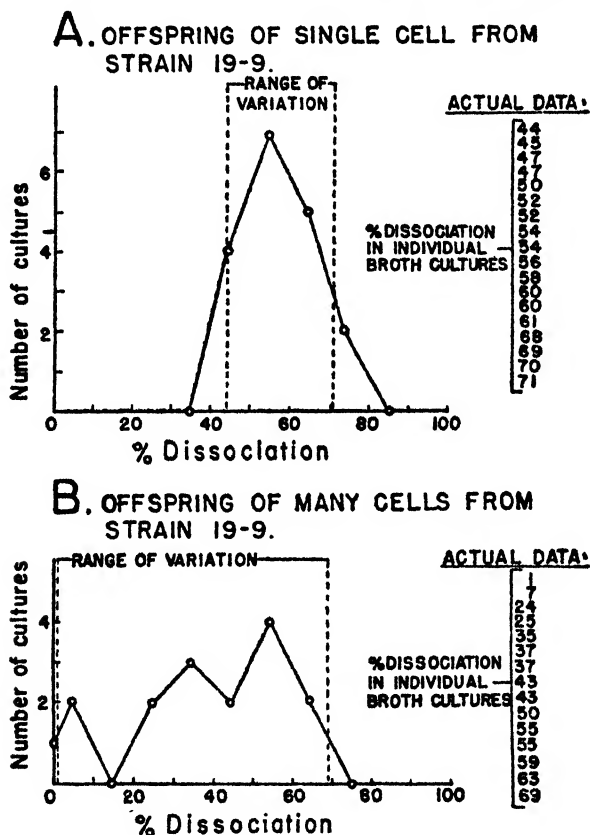 A. OFFSPRING OF SINGLE CELL FROM
STRAIN 19-9.
RANGE OF
VARIATION
ACTUAL DATA:
44
45
47
47
50
52
52
54
54
56
58
60
60
61
68
69
70
71
% DISSOCIATION
IN INDIVIDUAL
BROTH CULTURES
Number of cultures
6
4
2
0 20 40 60 80 100
% Dissociation
B. OFFSPRING OF MANY CELLS FROM
STRAIN 19-9.
RANGE OF VARIATION
ACTUAL DATA:
1
7
24
25
35
37
37
43
43
50
55
55
59
63
69
% DISSOCIATION
IN INDIVIDUAL
BROTH CULTURES
Number of cultures
4
2
0 20 40 60 80 100
% Dissociation